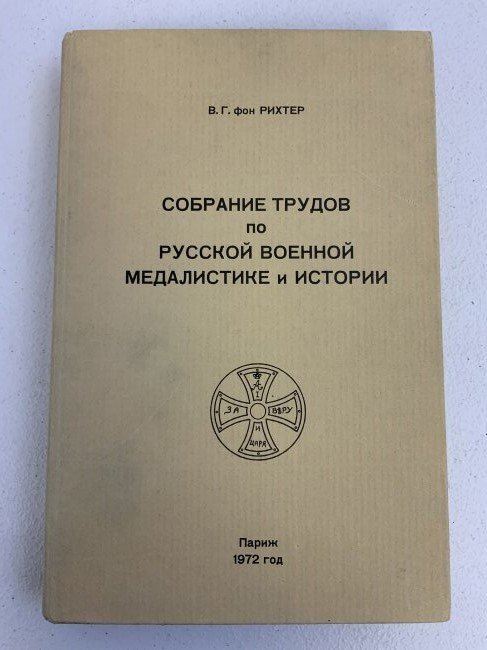 В. Г. фон РИХТЕР
СОБРАНИЕ ТРУДОВ
по
РУССКОЙ ВОЕННОЙ
МЕДАЛИСТИКЕ и ИСТОРИИ
А I
ЗА ВѢРУ
И
ЦАРЯ
Париж
1972 год